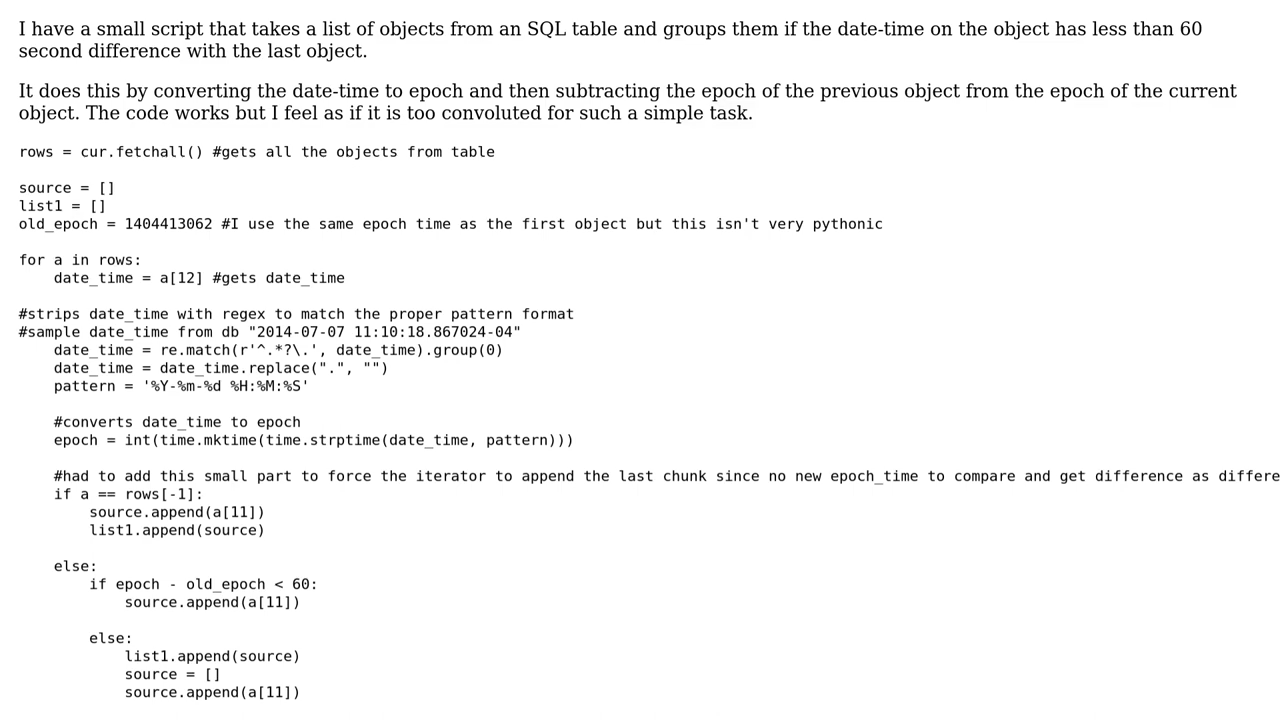 I have a small script that takes a list of objects from an SQL table and groups them if the date-time on the object has less than 60
second difference with the last object.
It does this by converting the date-time to epoch and then subtracting the epoch of the previous object from the epoch of the current
object. The code works but I feel as if it is too convoluted for such a simple task.
rows = cur.fetchall() #gets all the objects from table
source = []
list1 = []
old_epoch = 1404413062 #I use the same epoch time as the first object but this isn't very pythonic
for a in rows:
    date_time = a[12] #gets date_time
#strips date_time with regex to match the proper pattern format
#sample date_time from db "2014-07-07 11:10:18.867024-04"
    date_time = re.match(r'^.*?\.', date_time).group(0)
    date_time = date_time.replace(".", "")
    pattern = '%Y-%m-%d %H:%M:%S'
    #converts date_time to epoch
    epoch = int(time.mktime(time.strptime(date_time, pattern)))
    #had to add this small part to force the iterator to append the last chunk since no new epoch_time to compare and get difference as differe
    if a == rows[-1]:
        source.append(a[11])
        list1.append(source)
    else:
        if epoch - old_epoch < 60:
            source.append(a[11])
        else:
            list1.append(source)
            source = []
            source.append(a[11])